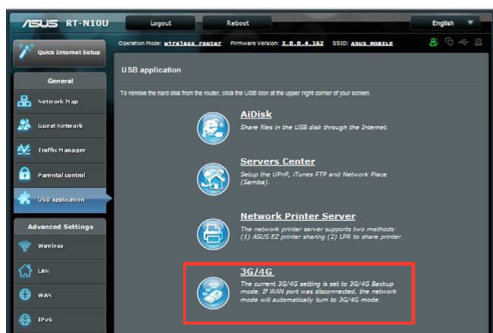 ASUS RT-N10U
Logout
Reboot
English
Quick Internet Setup
Operation Mode: Wireless router Firmware Version: 3.0.0.4.162 SSID: ASUS_MOBILE
General
Network Map
Guest Network
Traffic Manager
Parental control
USB application
Advanced Settings
Wireless
LAN
WAN
IPv6
USB application
To remove the hard disk from the router, click the USB icon at the upper right corner of your screen.
AiDisk
Share files in the USB disk through the Internet.
Servers Center
Setup the UPnP, iTunes FTP and Network Place
(Samba).
Network Printer Server
The network printer server supports two methods:
(1) ASUS EZ printer sharing (2) LPR to share printer.
3G/4G
The current 3G/4G setting is set to 3G/4G Backup
mode. If WAN port was disconnected, the network
mode will automatically turn to 3G/4G mode.